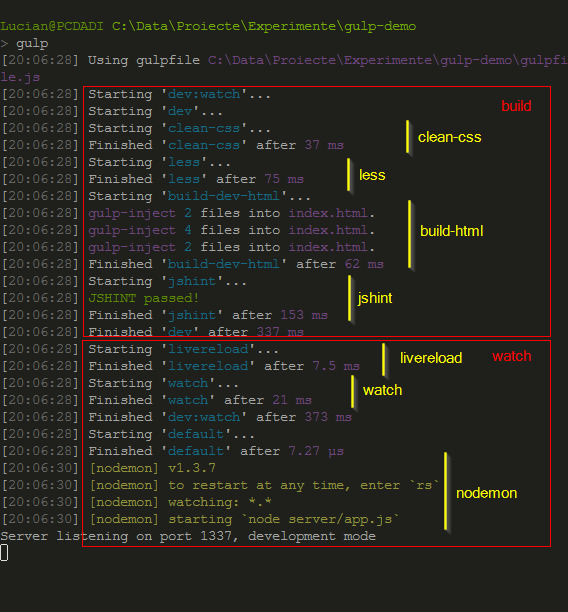 Lucian@PCDADI C:\Data\Proiecte\Experimente\gulp-demo
> gulp
[20:06:28] Using gulpfile C:\Data\Proiecte\Experimente\gulp-demo\gulpfi
le.js
[20:06:28] Starting 'dev:watch'...
build
[20:06:28] Starting 'dev'...
[20:06:28] Starting 'clean-css'...
clean-css
[20:06:28] Finished 'clean-css' after 37 ms
[20:06:28] Starting 'less'...
less
[20:06:28] Finished 'less' after 75 ms
[20:06:28] Starting 'build-dev-html'...
[20:06:28] gulp-inject 2 files into index.html.
[20:06:28] gulp-inject 4 files into index.html.
build-html
[20:06:28] gulp-inject 2 files into index.html.
[20:06:28] Finished 'build-dev-html' after 62 ms
[20:06:28] Starting 'jshint'...
[20:06:28] JSHINT passed!
jshint
[20:06:28] Finished 'jshint' after 153 ms
[20:06:28] Finished 'dev' after 337 ms
[20:06:28] Starting 'livereload'...
livereload
watch
[20:06:28] Finished 'livereload' after 7.5 ms
[20:06:28] Starting 'watch'...
watch
[20:06:28] Finished 'watch' after 21 ms
[20:06:28] Finished 'dev:watch' after 373 ms
[20:06:28] Starting 'default'...
[20:06:28] Finished 'default' after 7.27 μs
[20:06:30] [nodemon] v1.3.7
[20:06:30] [nodemon] to restart at any time, enter `rs`
nodemon
[20:06:30] [nodemon] watching: *.*
[20:06:30] [nodemon] starting `node server/app.js`
Server listening on port 1337, development mode